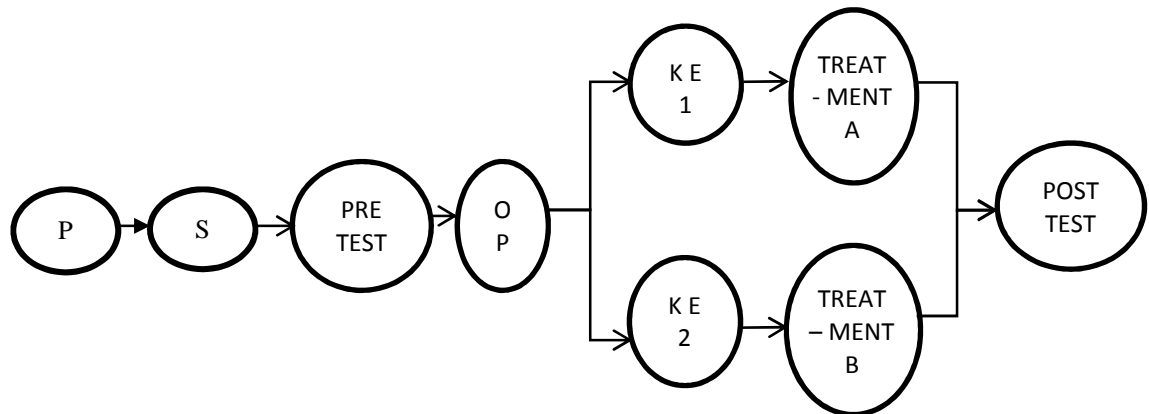 P
S
PRE
TEST
O
P
K E
1
TREAT
- MENT
A
K E
2
TREAT
– MENT
B
POST
TEST